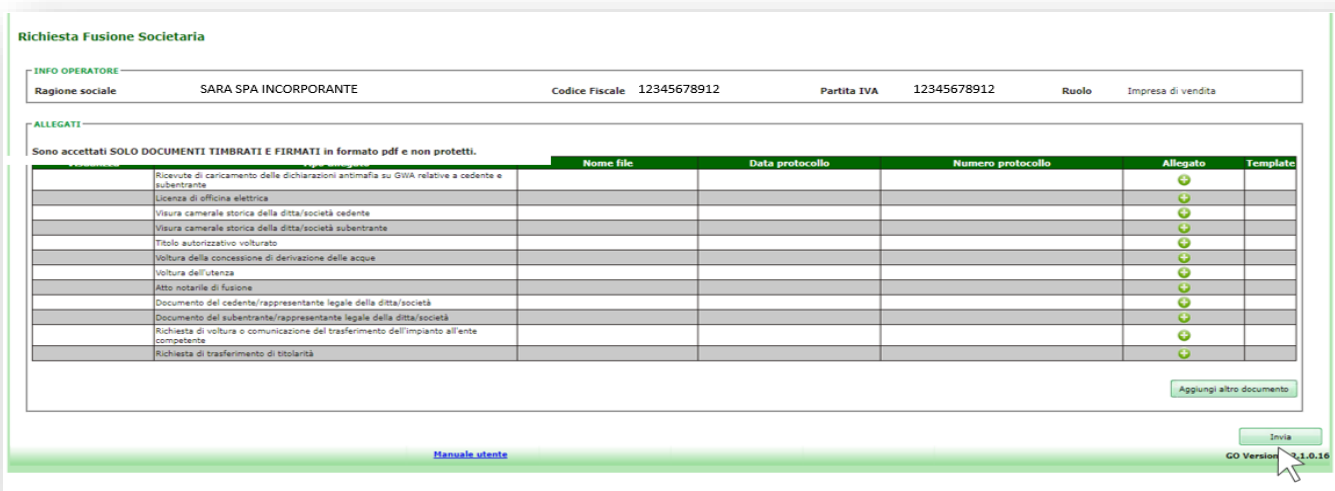 Richiesta Fusione Societaria
INFO OPERATORE
Ragione sociale SARA SPA INCORPORANTE Codice Fiscale 12345678912 Partita IVA 12345678912 Ruolo Impresa di vendita
ALLEGATI
Sono accettati SOLO DOCUMENTI TIMBRATI E FIRMATI in formato pdf e non protetti.
Nome file Data protocollo Numero protocollo Allegato Template
Ricevute di caricamento delle dichiarazioni antimafia su GWA relative a cedente e
subentrante
Licenza di officina elettrica
Visura camerale storica della ditta/società cedente
Visura camerale storica della ditta/società subentrante
Titolo autorizzativo volturato
Voltura della concessione di derivazione delle acque
Voltura dell'utenza
Atto notarile di fusione
Documento del cedente/rappresentante legale della ditta/società
Documento del subentrante/rappresentante legale della ditta/società
Richiesta di voltura o comunicazione del trasferimento dell'impianto all'ente
competente
Richiesta di trasferimento di titolarità
Aggiungi altro documento
Invia
Manuale utente
GO Version 2.1.0.16